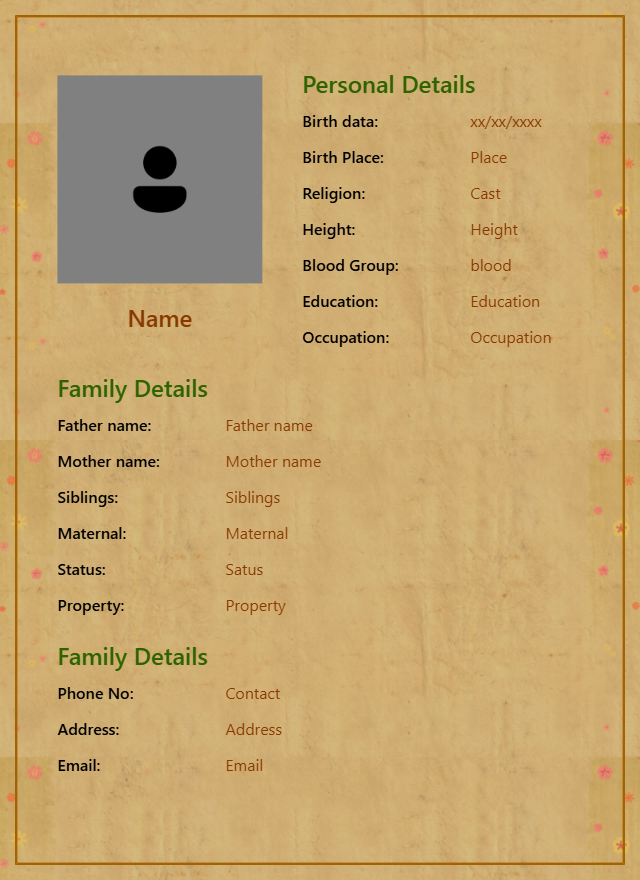 Personal Details
Birth data: xx/xx/xxxx
Birth Place: Place
Religion: Cast
Height: Height
Blood Group: blood
Education: Education
Occupation: Occupation
Name
Family Details
Father name: Father name
Mother name: Mother name
Siblings: Siblings
Maternal: Maternal
Status: Satus
Property: Property
Family Details
Phone No: Contact
Address: Address
Email: Email